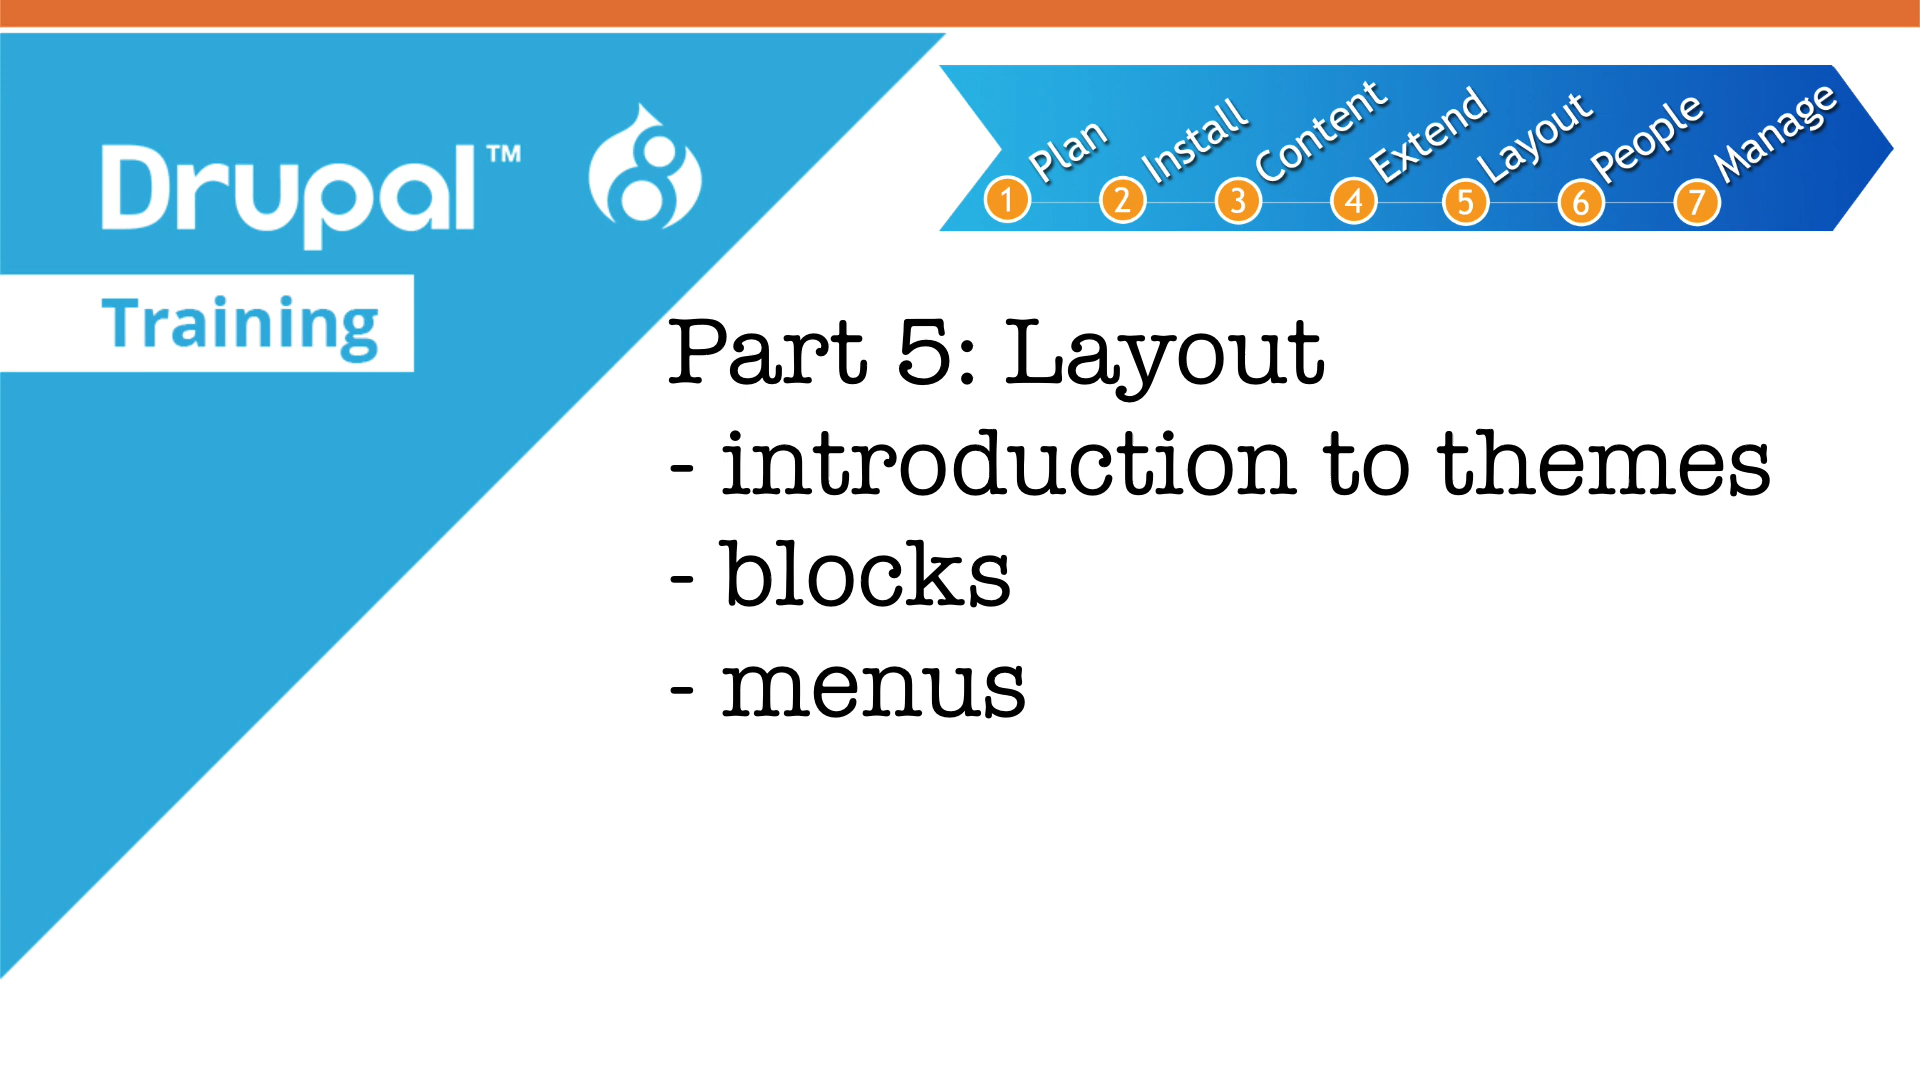 Drupal™ 8
Training
1 Plan 2 Install 3 Content 4 Extend 5 Layout 6 People 7 Manage
Part 5: Layout
- introduction to themes
- blocks
- menus